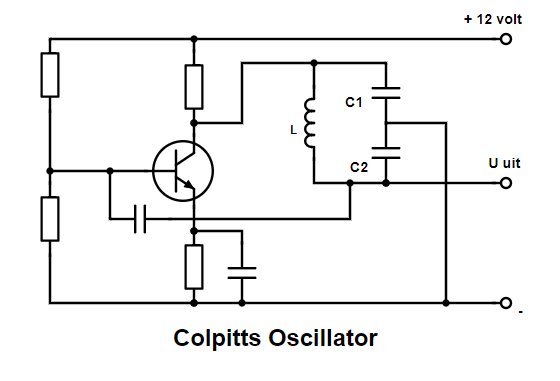 + 12 volt
C1
L
C2
U uit
-
Colpitts Oscillator